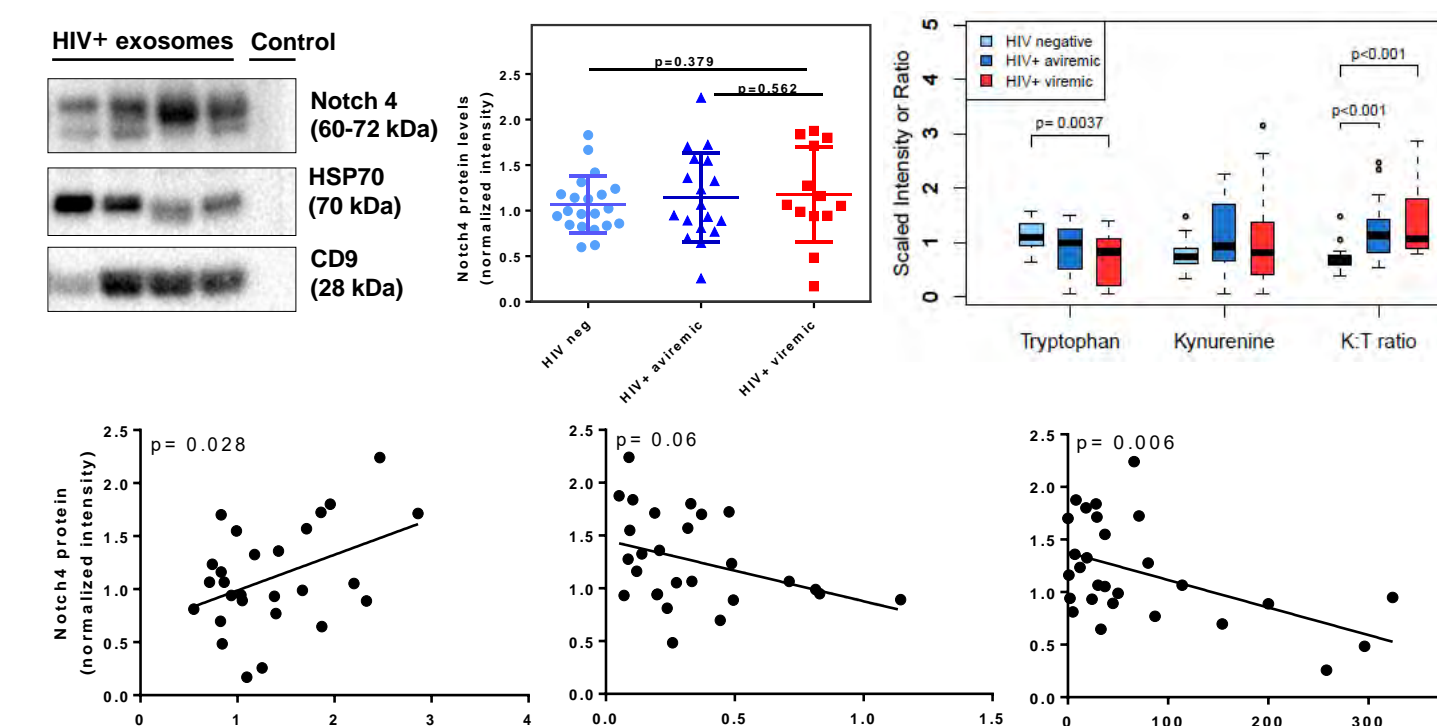 HIV+ exosomes Control
Notch 4
(60-72 kDa)
HSP70
(70 kDa)
CD9
(28 kDa)
Notch4 protein levels
(normalized intensity)
2.5
2.0
1.5
1.0
0.5
0.0
p=0.379
p=0.562
HIV neg
HIV+ aviremic
HIV+ viremic
Scaled Intensity or Ratio
5
4
3
2
1
0
HIV negative
HIV+ aviremic
HIV+ viremic
p= 0.0037
p<0.001
p<0.001
Tryptophan Kynurenine K:T ratio
Notch4 protein
(normalized intensity)
2.5
2.0
1.5
1.0
0.5
0.0
p= 0.028
0 1 2 3 4
2.5
2.0
1.5
1.0
0.5
0.0
p= 0.06
0.0 0.5 1.0 1.5
2.5
2.0
1.5
1.0
0.5
0.0
p= 0.006
0 100 200 300